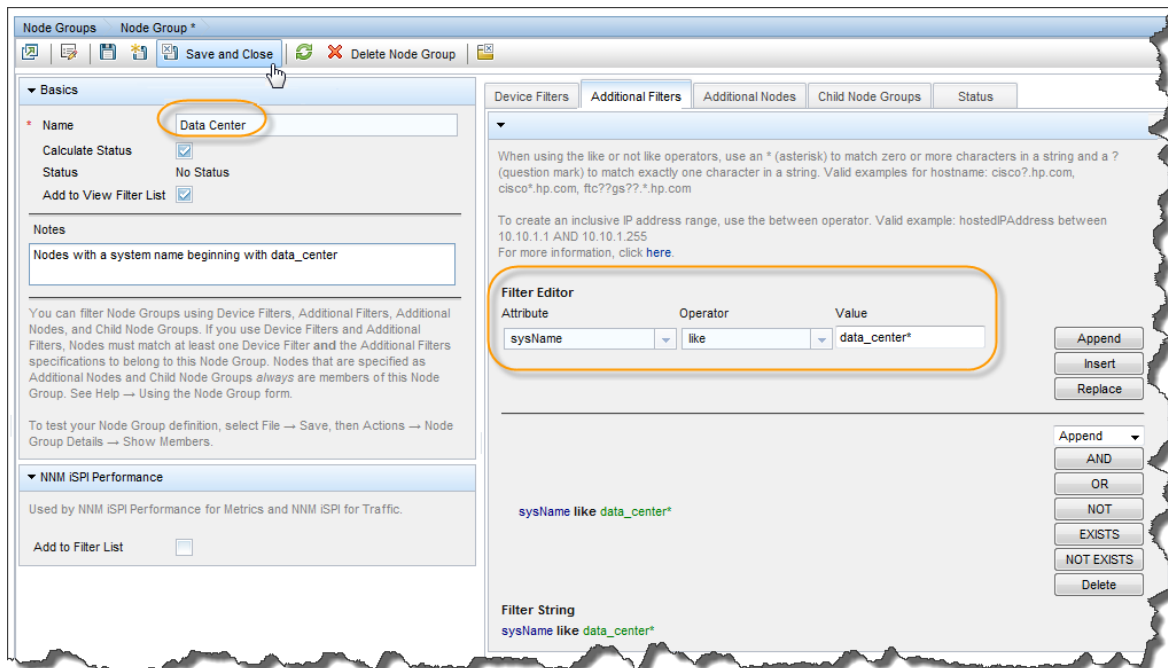 Node Groups Node Group *
Save and Close Delete Node Group
Basics
* Name Data Center
Calculate Status
Status No Status
Add to View Filter List
Notes
Nodes with a system name beginning with data_center
You can filter Node Groups using Device Filters, Additional Filters, Additional
Nodes, and Child Node Groups. If you use Device Filters and Additional
Filters, Nodes must match at least one Device Filter and the Additional Filters
specifications to belong to this Node Group. Nodes that are specified as
Additional Nodes and Child Node Groups always are members of this Node
Group. See Help → Using the Node Group form.
To test your Node Group definition, select File → Save, then Actions → Node
Group Details → Show Members.
NNM iSPI Performance
Used by NNM iSPI Performance for Metrics and NNM iSPI for Traffic.
Add to Filter List
Device Filters Additional Filters Additional Nodes Child Node Groups Status
When using the like or not like operators, use an * (asterisk) to match zero or more characters in a string and a ?
(question mark) to match exactly one character in a string. Valid examples for hostname: cisco?.hp.com,
cisco*.hp.com, ftc??gs??.*.hp.com
To create an inclusive IP address range, use the between operator. Valid example: hostedIPAddress between
10.10.1.1 AND 10.10.1.255
For more information, click here.
Filter Editor
Attribute Operator Value
sysName like data_center*
Append
Insert
Replace
Append
AND
OR
NOT
EXISTS
NOT EXISTS
Delete
sysName like data_center*
Filter String
sysName like data_center*